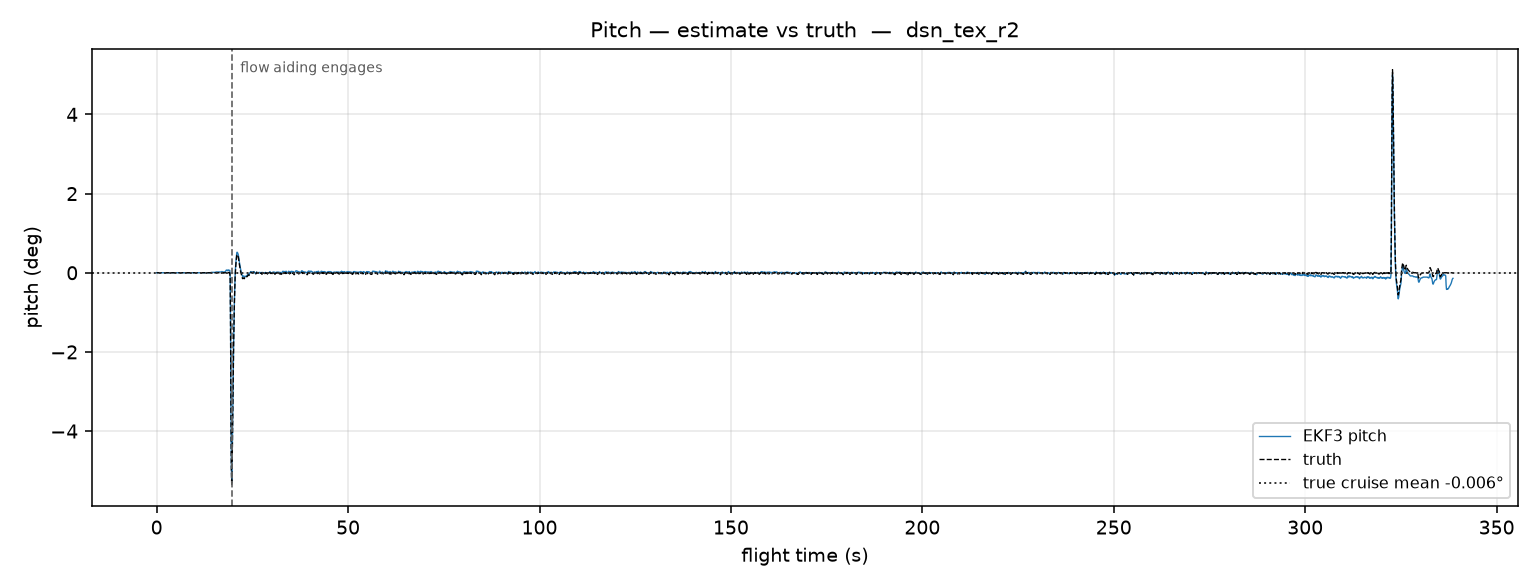 Pitch — estimate vs truth — dsn_tex_r2
flow aiding engages
4
2
0
−2
−4
pitch (deg)
EKF3 pitch
truth
true cruise mean -0.006°
0
50
100
150
200
250
300
350
flight time (s)